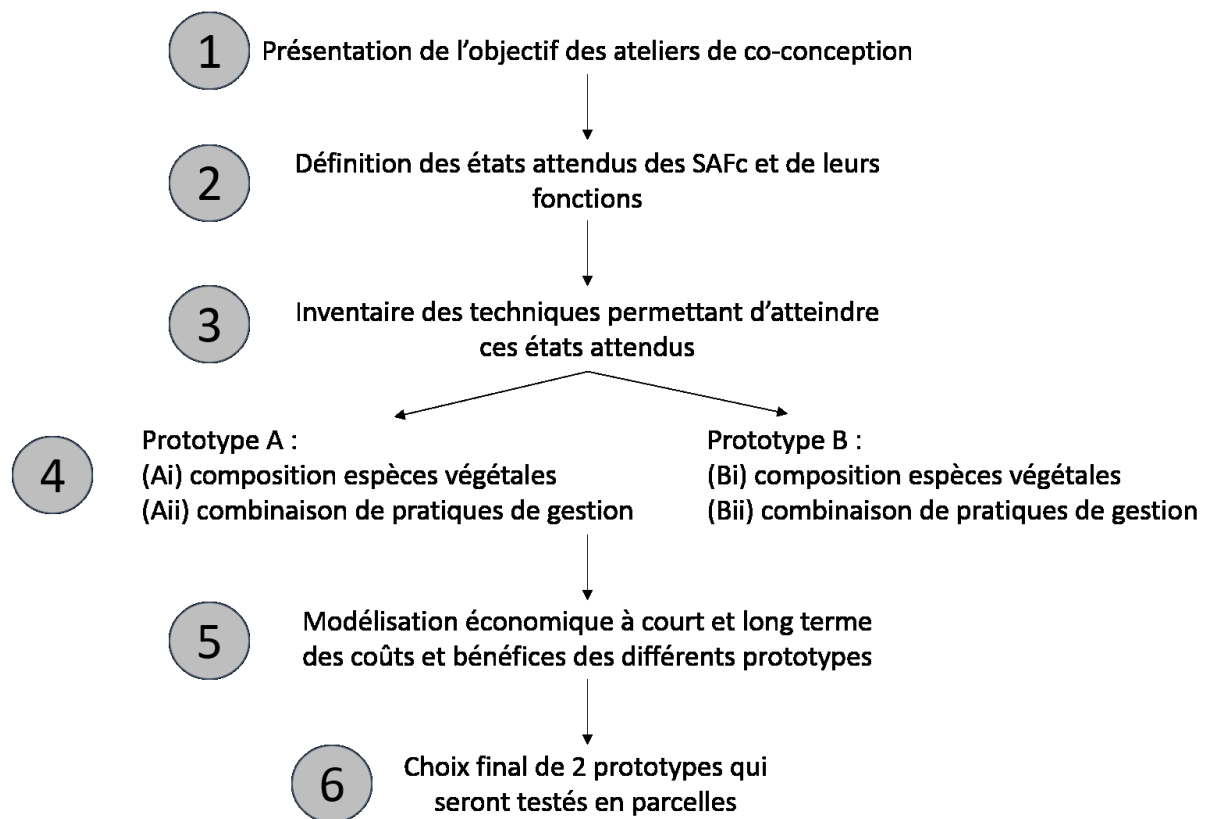 1
Présentation de l'objectif des ateliers de co-conception
2
Définition des états attendus des SAFc et de leurs
fonctions
3
Inventaire des techniques permettant d'atteindre
ces états attendus
4
Prototype A :
(Ai) composition espèces végétales
(Aii) combinaison de pratiques de gestion
Prototype B :
(Bi) composition espèces végétales
(Bii) combinaison de pratiques de gestion
5
Modélisation économique à court et long terme
des coûts et bénéfices des différents prototypes
6
Choix final de 2 prototypes qui
seront testés en parcelles